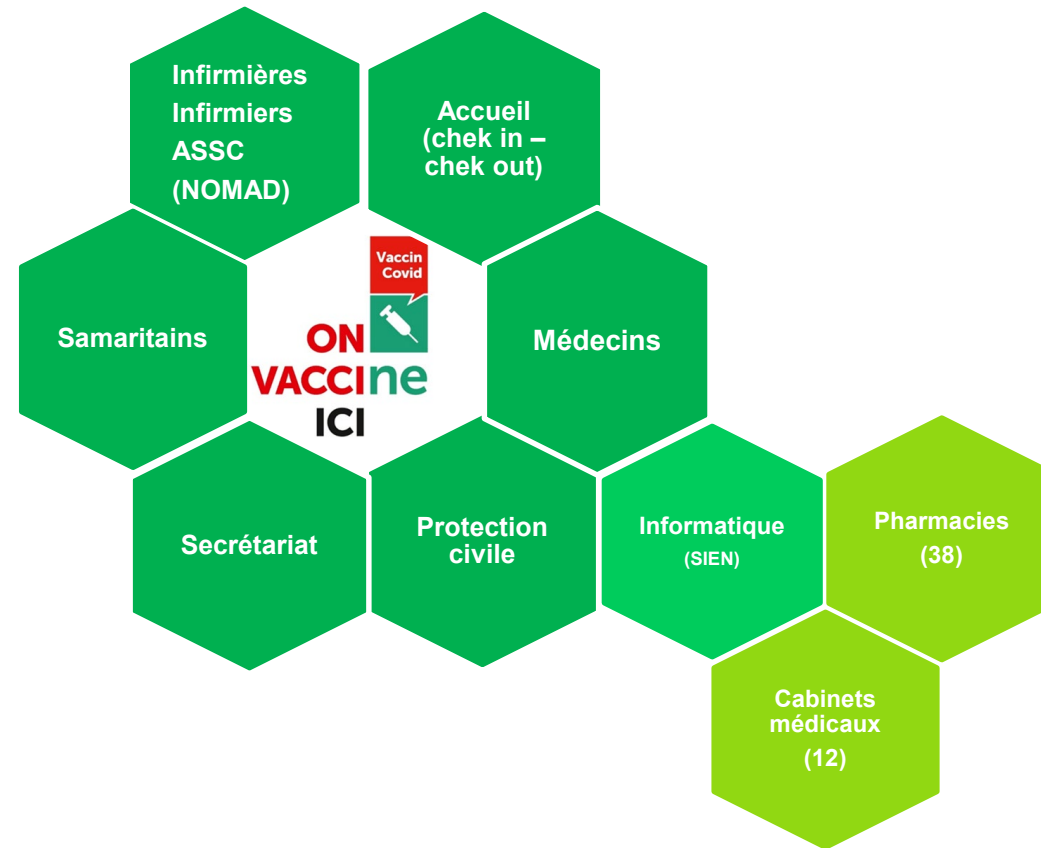 Infirmières
Infirmiers
ASSC
(NOMAD)
Accueil
(chek in –
chek out)
Samaritains
Vaccin
Covid
ON
VACCIne
ICI
Médecins
Secrétariat
Protection
civile
Informatique
(SIEN)
Pharmacies
(38)
Cabinets
médicaux
(12)